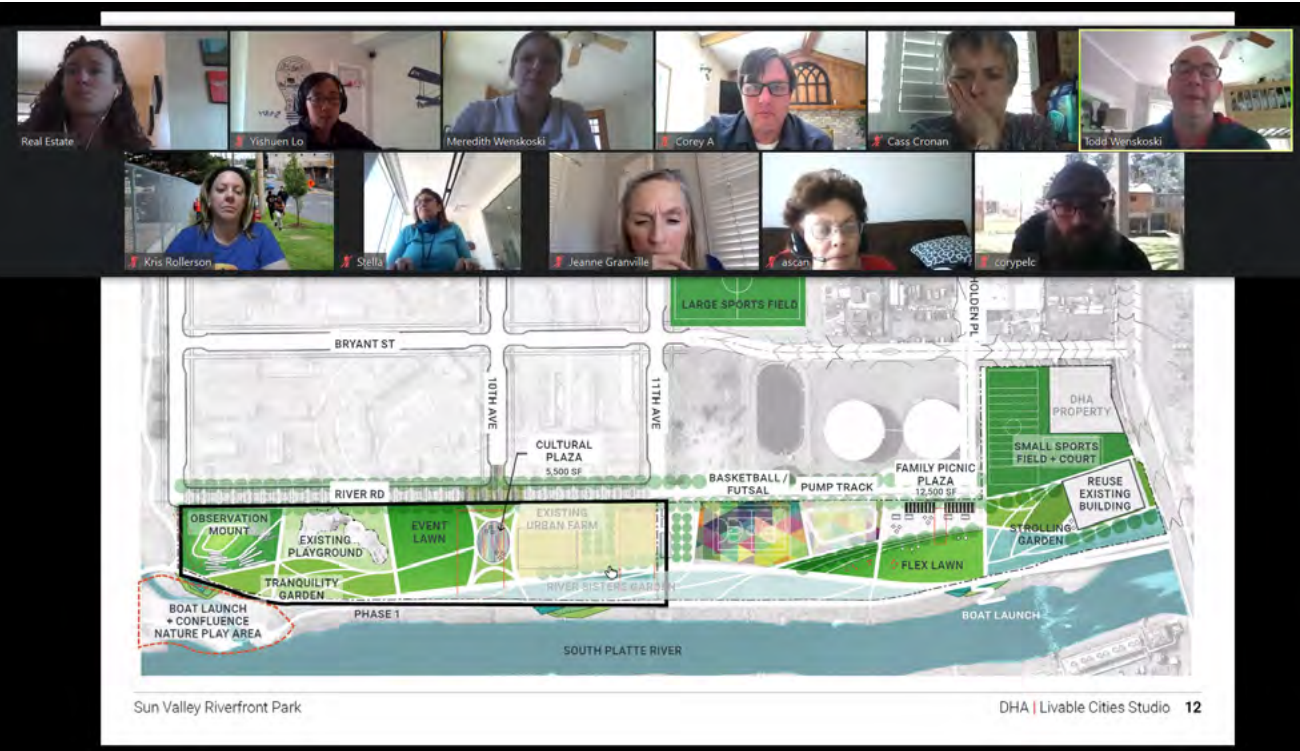 Real Estate
Yishuen Lo
Meredith Wenskoski
Corey A
Cass Cronan
Todd Wenskoski
Kris Rollerson
Stella
Jeanne Granville
ascan
corypelc
LARGE SPORTS FIELD
HOLDEN PL
BRYANT ST
10TH AVE
11TH AVE
DHA
PROPERTY
CULTURAL
PLAZA
5,500 SF
SMALL SPORTS
FIELD + COURT
BASKETBALL /
FUTSAL
PUMP TRACK
FAMILY PICNIC
PLAZA
12,500 SF
REUSE
EXISTING
BUILDING
RIVER RD
OBSERVATION
MOUNT
EXISTING
PLAYGROUND
EVENT
LAWN
EXISTING
URBAN FARM
STROLLING
GARDEN
FLEX LAWN
TRANQUILITY
GARDEN
RIVER SISTERS GARDEN
BOAT LAUNCH
+ CONFLUENCE
NATURE PLAY AREA
PHASE 1
BOAT LAUNCH
SOUTH PLATTE RIVER
Sun Valley Riverfront Park
DHA | Livable Cities Studio 12